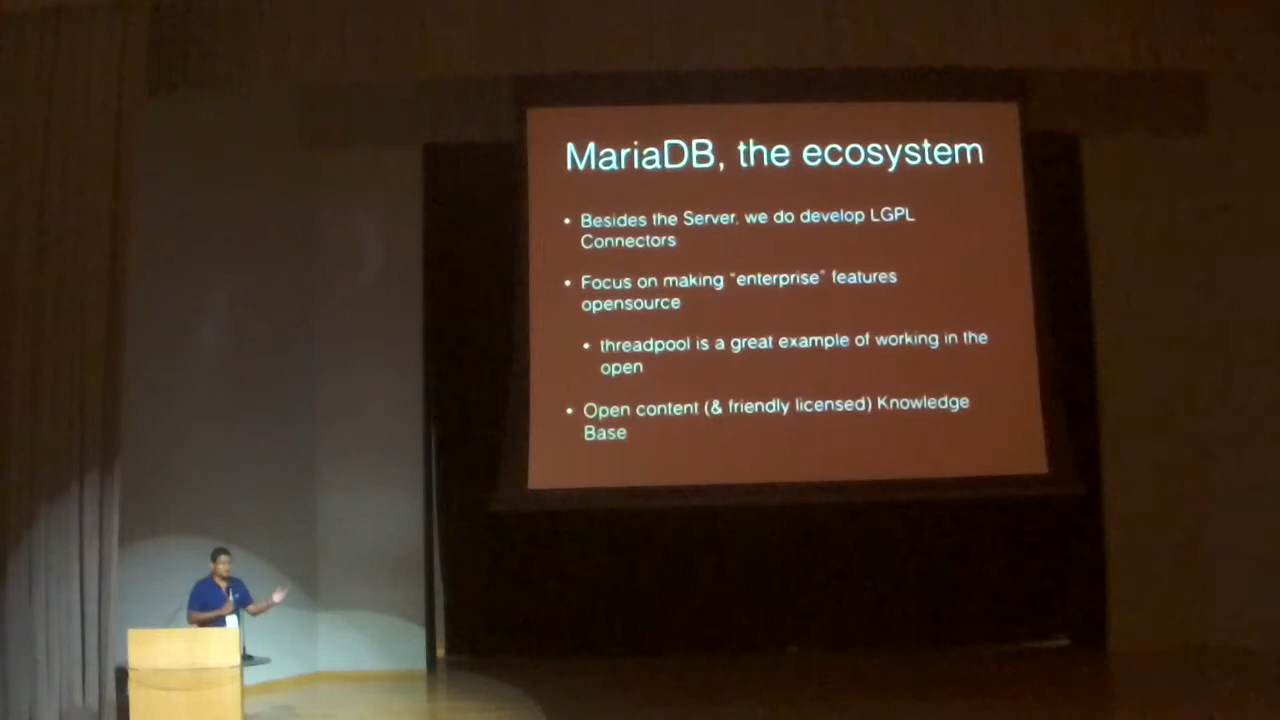 MariaDB, the ecosystem
• Besides the Server, we do develop LGPL
Connectors
• Focus on making "enterprise" features
opensource
• threadpool is a great example of working in the
open
• Open content (& friendly licensed) Knowledge
Base